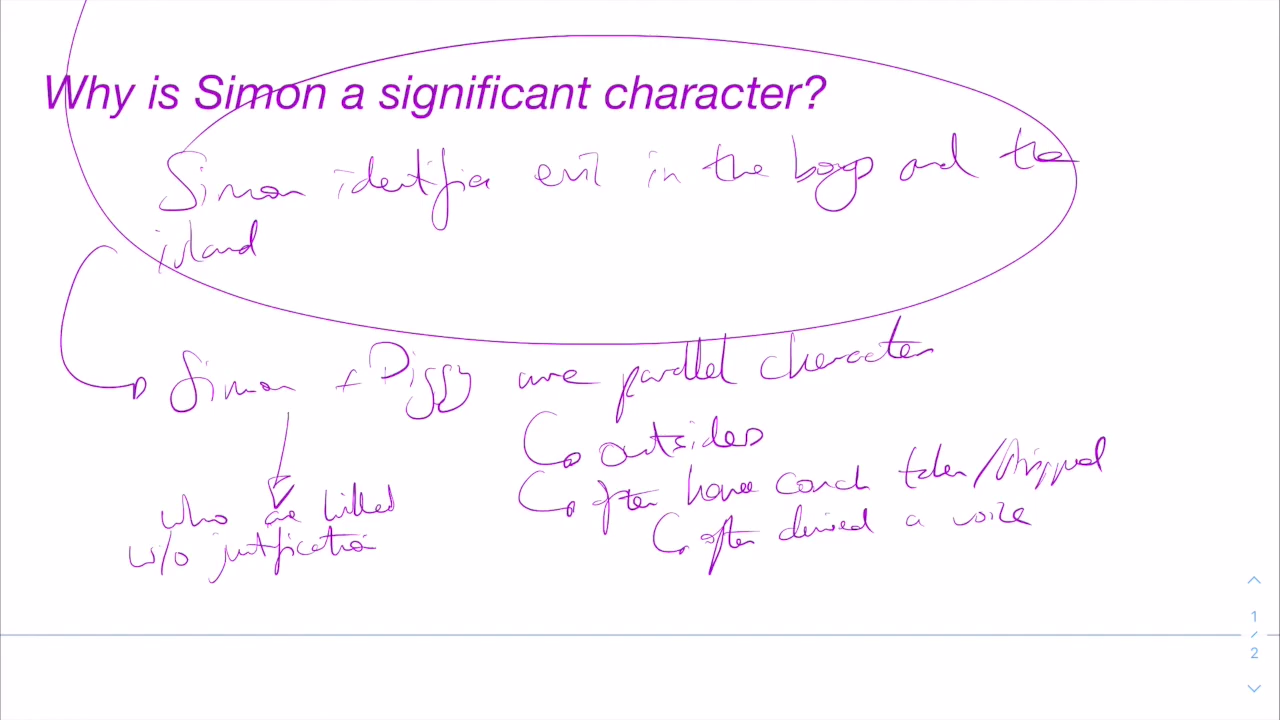 Why is Simon a significant character?
Simon identifies evil in the boys and the
island
Simon + Piggy are parallel character
outsiders
often have conch taken/stripped
often denied a voice
who are killed
w/o justification
1
/
2